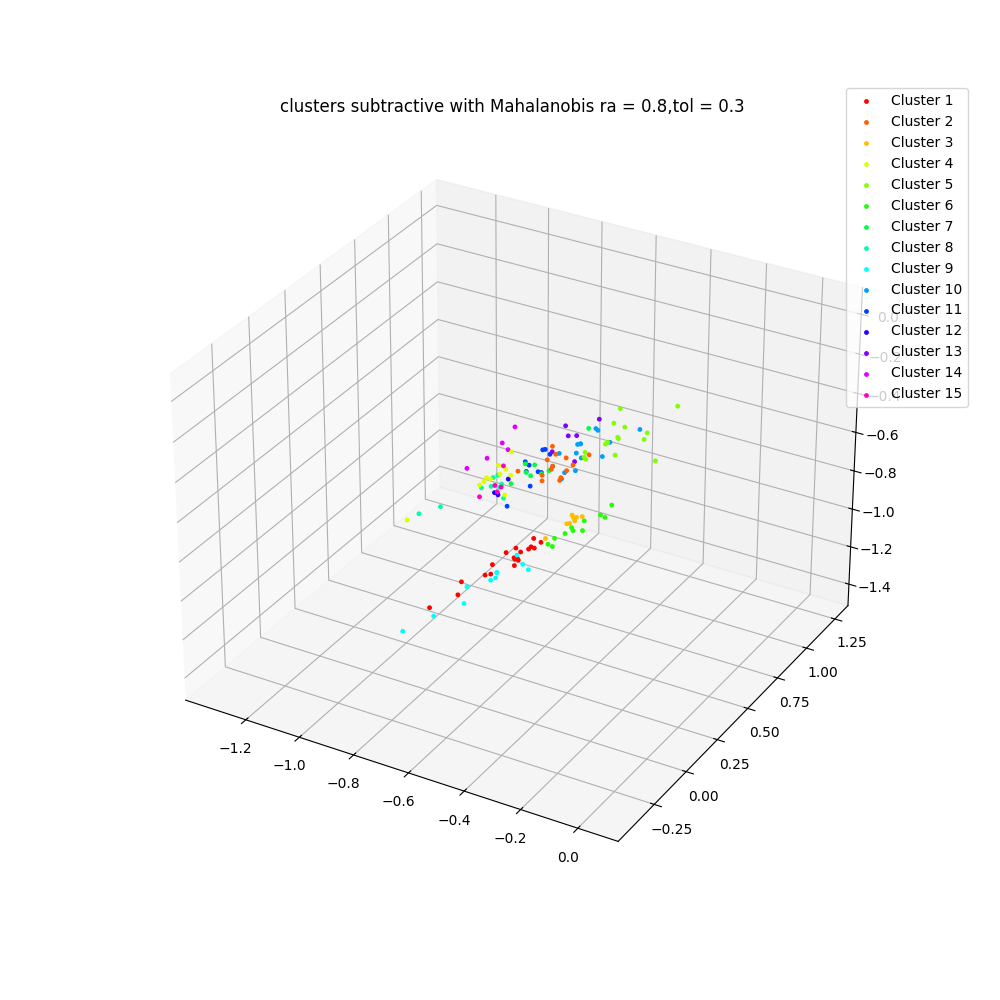 clusters subtractive with Mahalanobis ra = 0.8,tol = 0.3
Cluster 1
Cluster 2
Cluster 3
Cluster 4
Cluster 5
Cluster 6
Cluster 7
Cluster 8
Cluster 9
Cluster 10
Cluster 11
Cluster 12
Cluster 13
Cluster 14
Cluster 15
0.0
−0.2
−0.6
−0.8
−1.0
−1.2
−1.4
1.25
1.00
0.75
0.50
0.25
0.00
−0.25
−1.2
−1.0
−0.8
−0.6
−0.4
−0.2
0.0